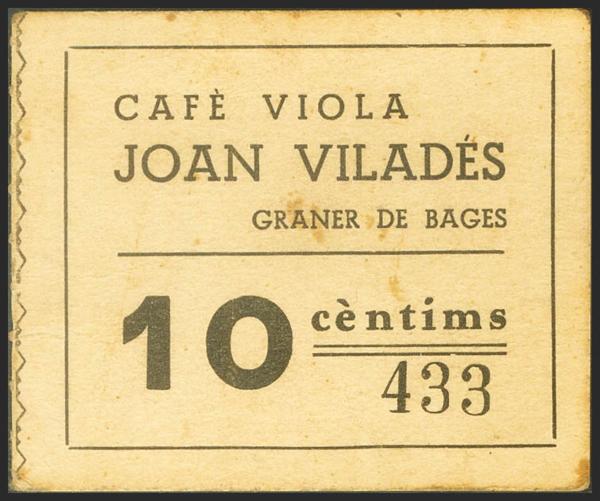 CAFÈ VIOLA
JOAN VILADÉS
GRANER DE BAGES
10 cèntims
433